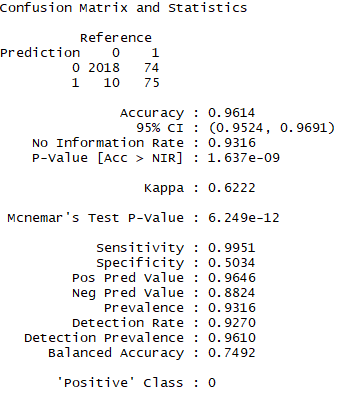 Confusion Matrix and Statistics
Reference
Prediction 0 1
0 2018 74
1 10 75
Accuracy : 0.9614
95% CI : (0.9524, 0.9691)
No Information Rate : 0.9316
P-Value [Acc > NIR] : 1.637e-09
Kappa : 0.6222
Mcnemar's Test P-Value : 6.249e-12
Sensitivity : 0.9951
Specificity : 0.5034
Pos Pred Value : 0.9646
Neg Pred Value : 0.8824
Prevalence : 0.9316
Detection Rate : 0.9270
Detection Prevalence : 0.9610
Balanced Accuracy : 0.7492
'Positive' Class : 0